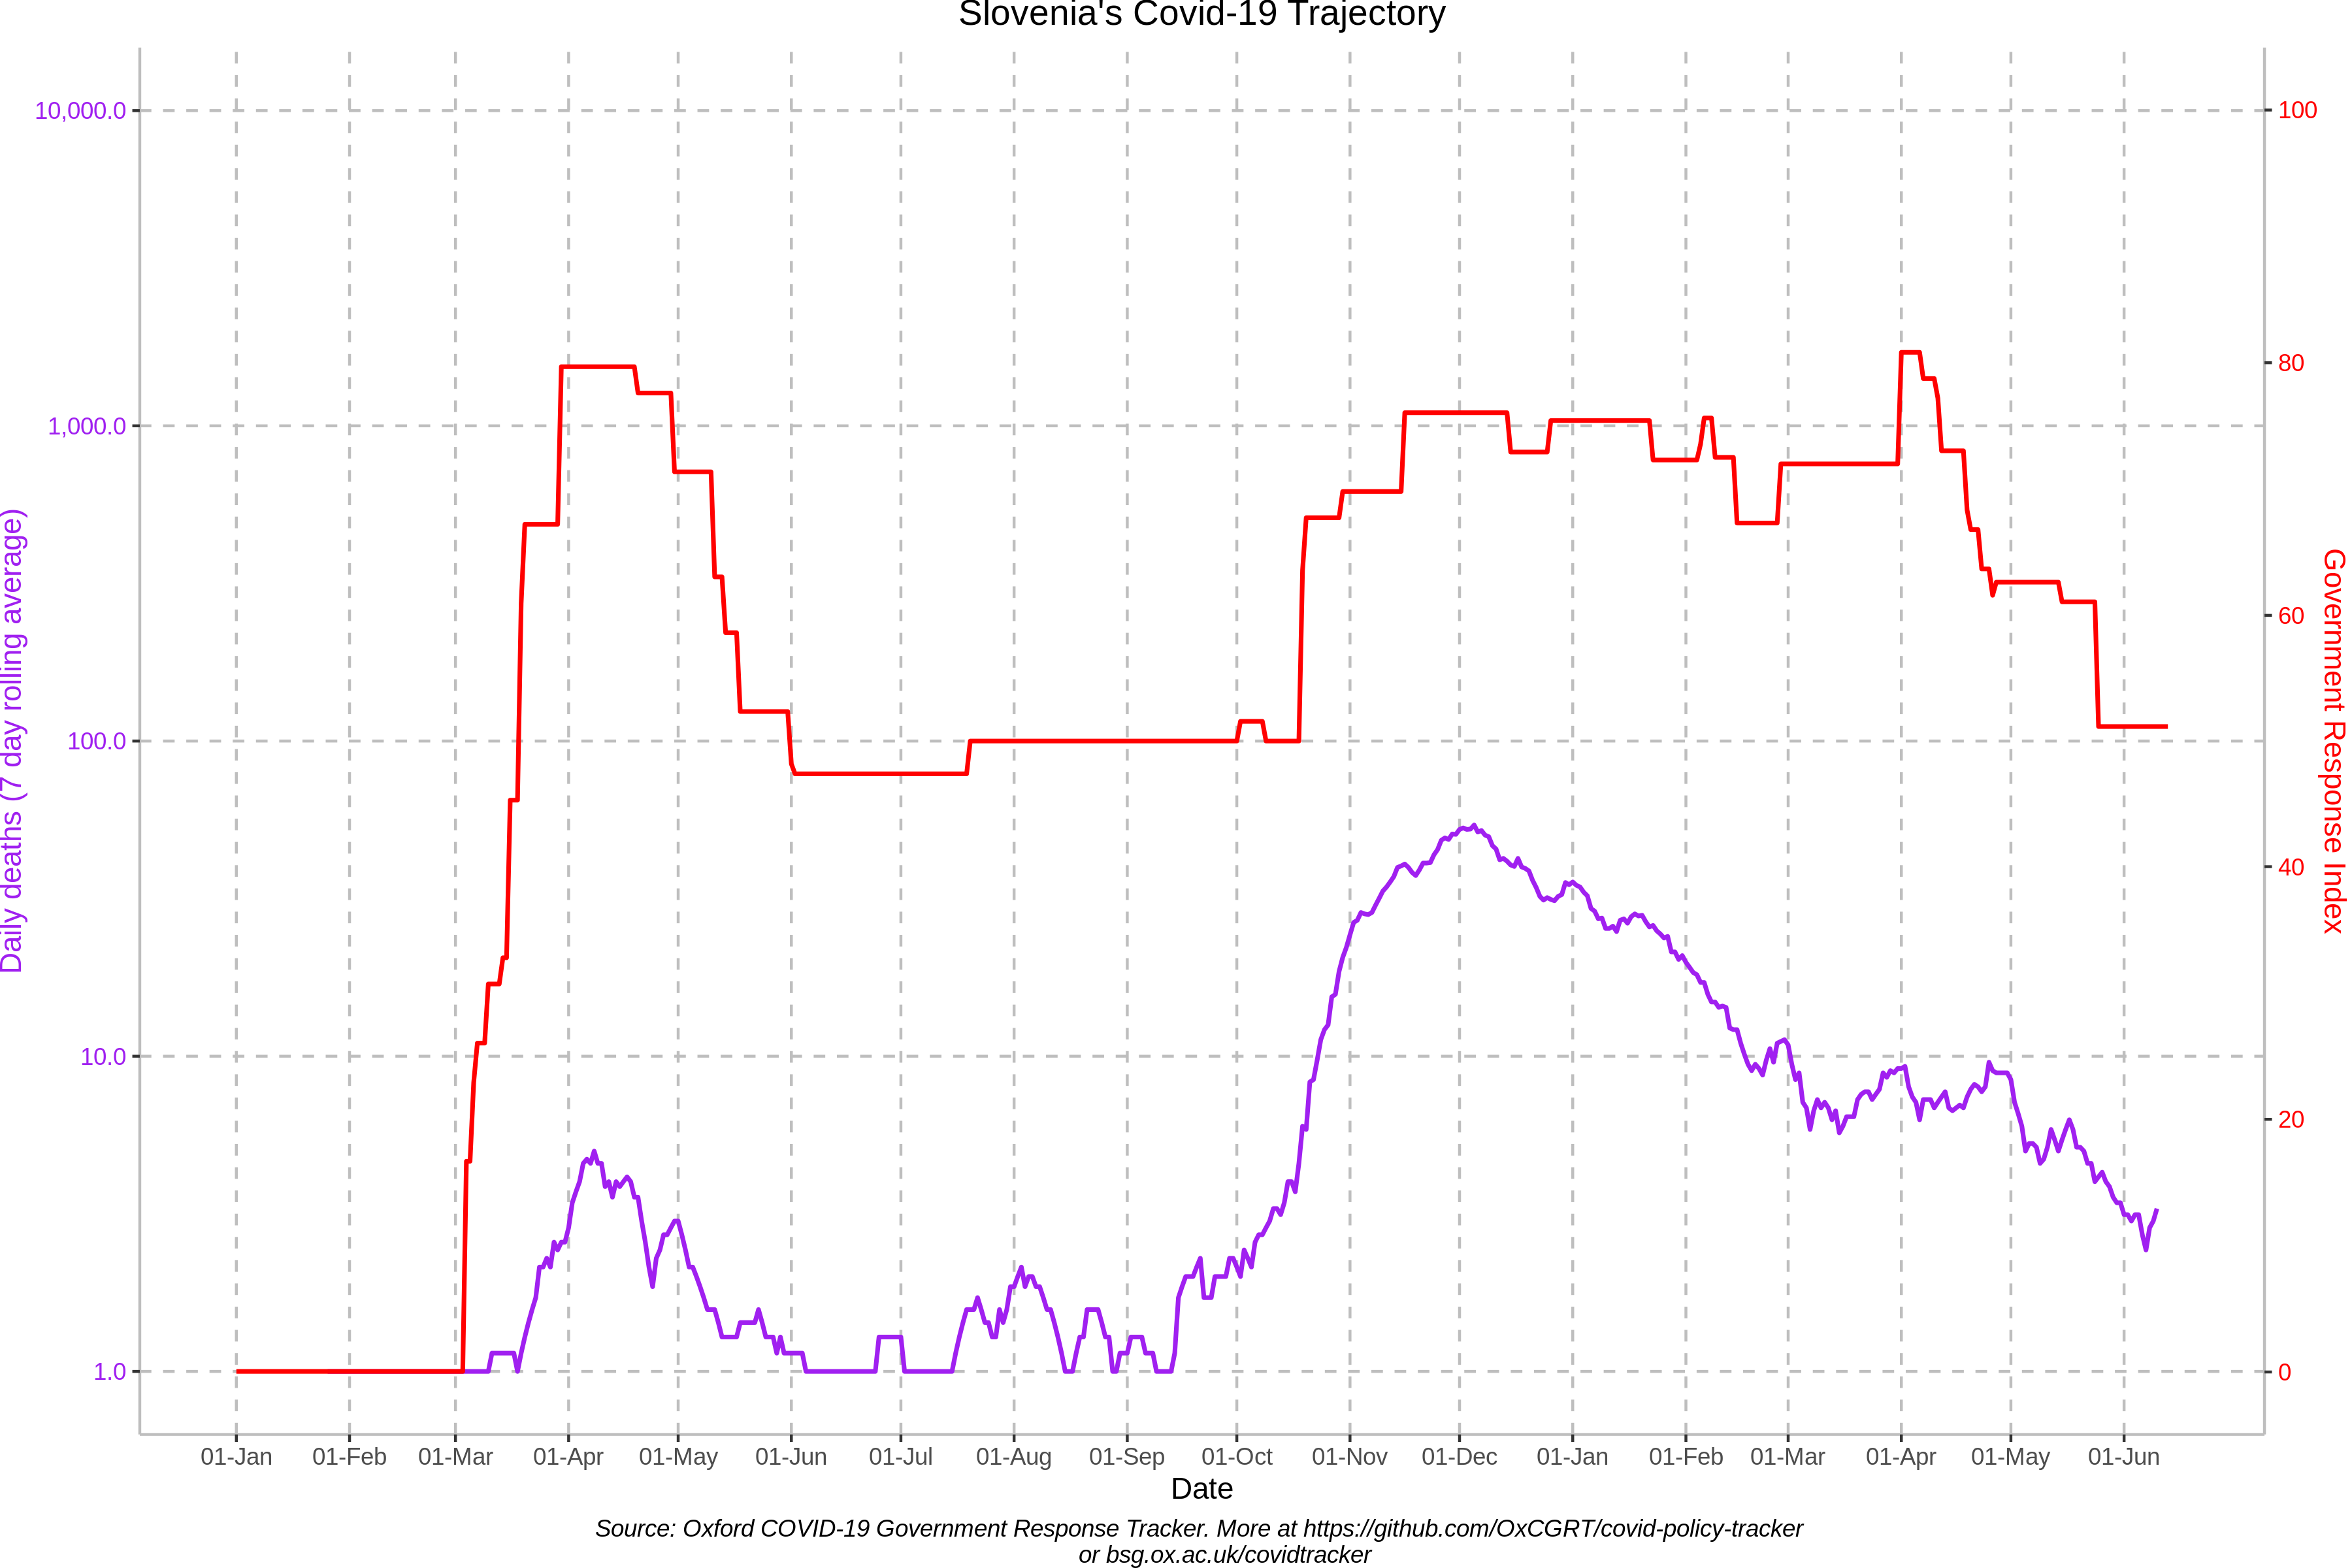 Slovenia's Covid-19 Trajectory
10,000.0
1,000.0
100.0
10.0
1.0
Daily deaths (7 day rolling average)
100
80
60
40
20
0
Government Response Index
01-Jan 01-Feb 01-Mar 01-Apr 01-May 01-Jun 01-Jul 01-Aug 01-Sep 01-Oct 01-Nov 01-Dec 01-Jan 01-Feb 01-Mar 01-Apr 01-May 01-Jun
Date
Source: Oxford COVID-19 Government Response Tracker. More at https://github.com/OxCGRT/covid-policy-tracker
or bsg.ox.ac.uk/covidtracker